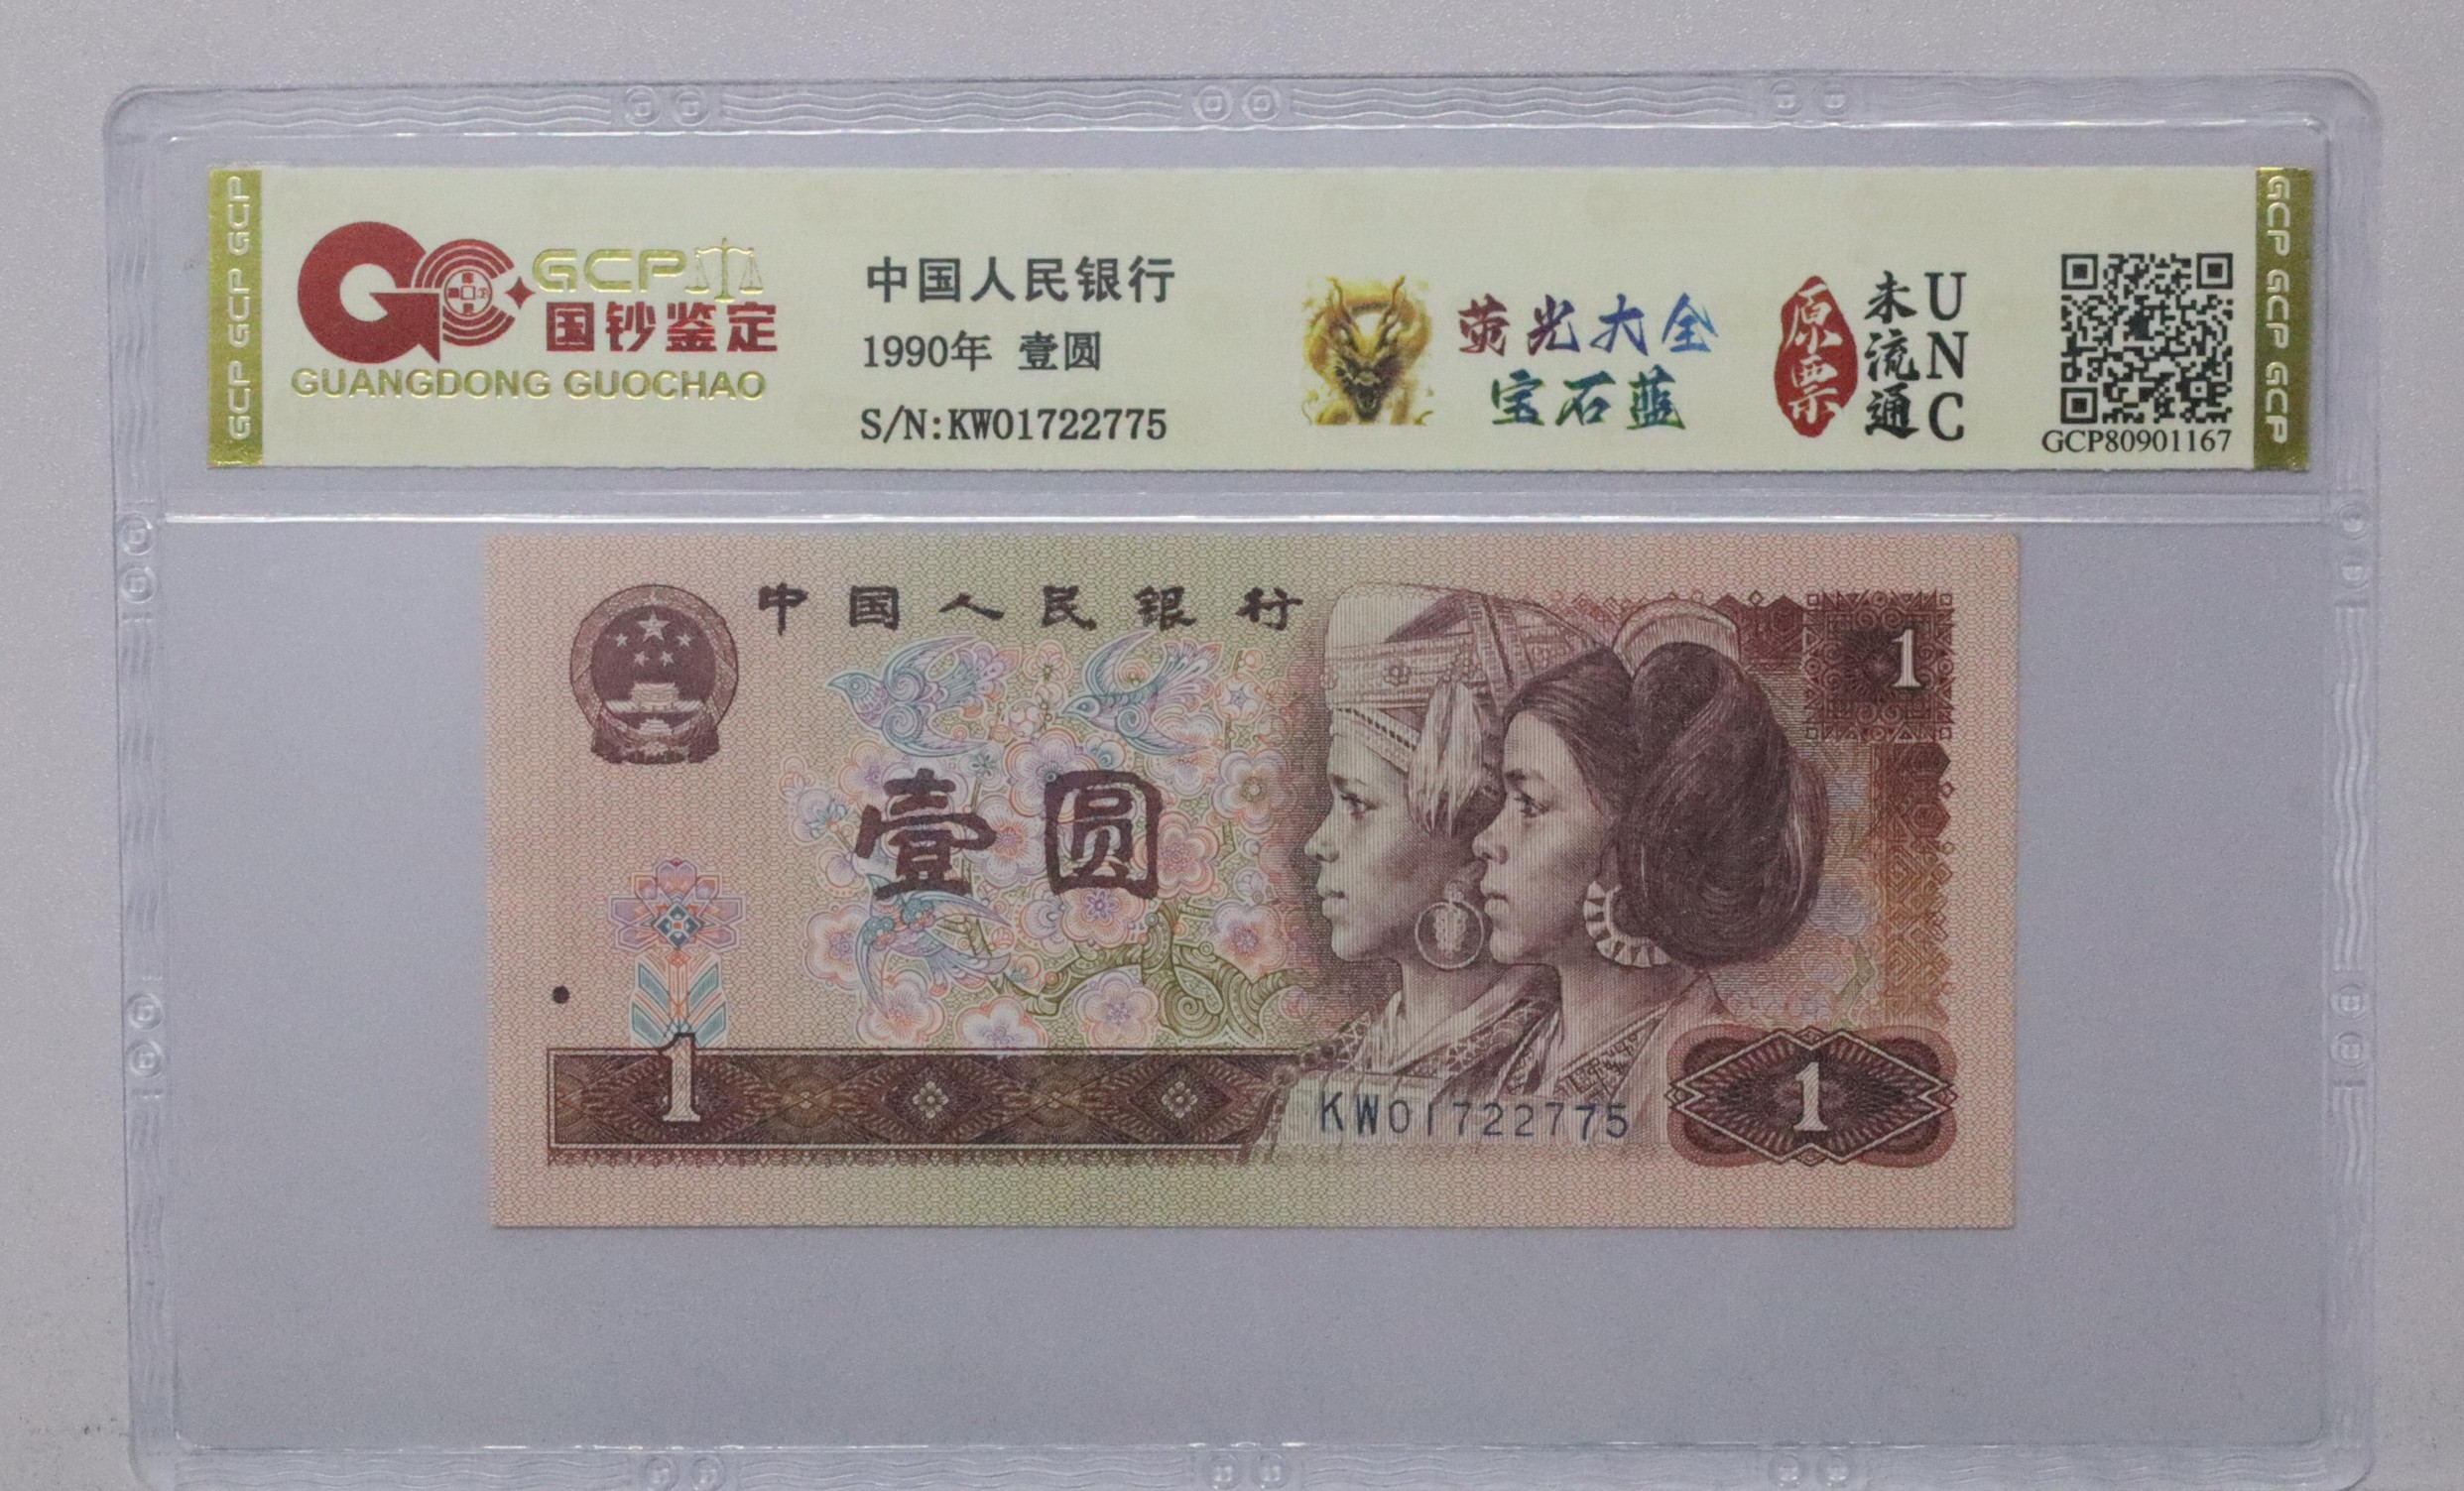 GCP GCP GCP GCP
GCP
国钞鉴定
GUANGDONG GUOCHAO
中国人民银行
1990年 壹圆
S/N:KW01722775
荧光大全
宝石蓝
原票
未流通
UNC
GCP80901167
GCP GCP GCP GCP
中国人民银行
1
壹圆
1
KW01722775
1